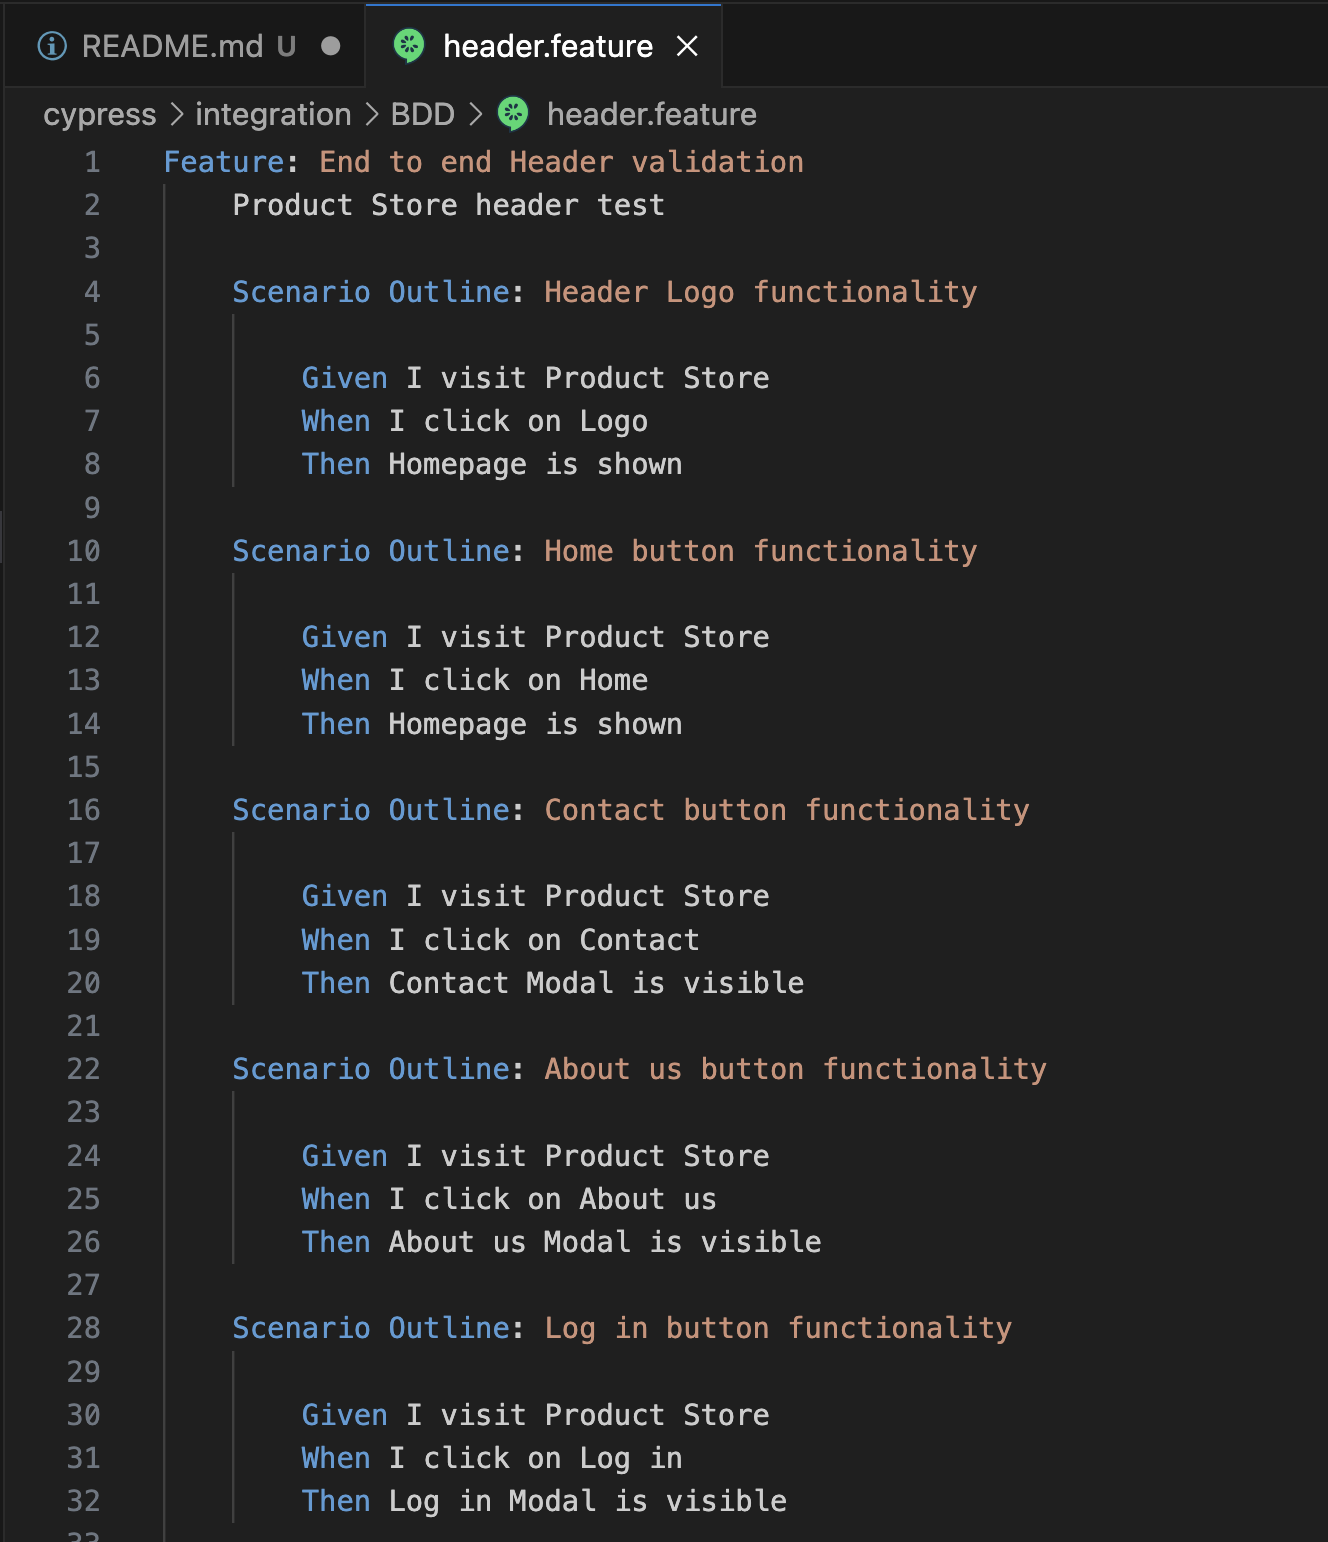 README.md U
header.feature
cypress > integration > BDD > header.feature
1 Feature: End to end Header validation
2 Product Store header test
3
4 Scenario Outline: Header Logo functionality
5
6 Given I visit Product Store
7 When I click on Logo
8 Then Homepage is shown
9
10 Scenario Outline: Home button functionality
11
12 Given I visit Product Store
13 When I click on Home
14 Then Homepage is shown
15
16 Scenario Outline: Contact button functionality
17
18 Given I visit Product Store
19 When I click on Contact
20 Then Contact Modal is visible
21
22 Scenario Outline: About us button functionality
23
24 Given I visit Product Store
25 When I click on About us
26 Then About us Modal is visible
27
28 Scenario Outline: Log in button functionality
29
30 Given I visit Product Store
31 When I click on Log in
32 Then Log in Modal is visible
33